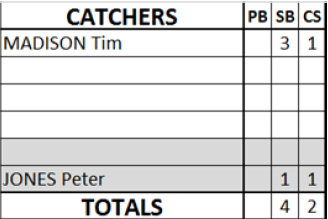 CATCHERS PB SB CS
MADISON Tim 3 1
JONES Peter 1 1
TOTALS 4 2